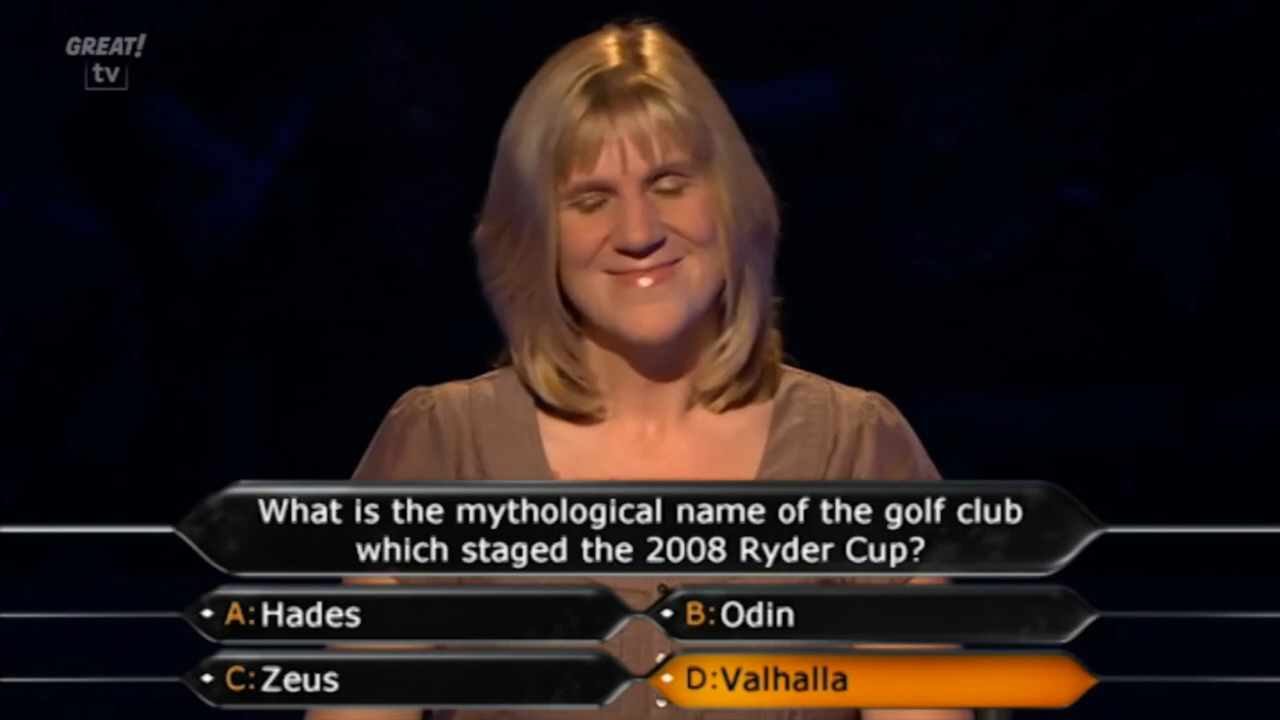 GREAT!
tv
What is the mythological name of the golf club
which staged the 2008 Ryder Cup?
A: Hades
B: Odin
C: Zeus
D: Valhalla